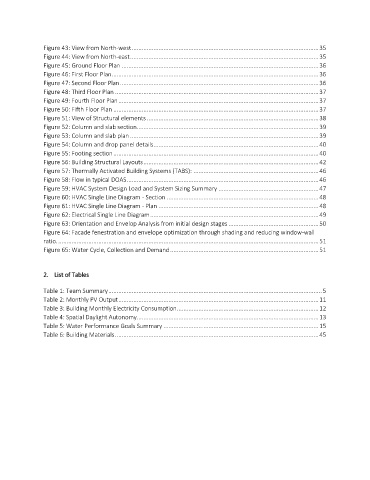 Figure 43: View from North-west ........ 35
Figure 44: View from North-east ........ 35
Figure 45: Ground Floor Plan ........ 36
Figure 46: First Floor Plan ........ 36
Figure 47: Second Floor Plan ........ 36
Figure 48: Third Floor Plan ........ 37
Figure 49: Fourth Floor Plan ........ 37
Figure 50: Fifth Floor Plan ........ 37
Figure 51: View of Structural elements ........ 38
Figure 52: Column and slab section ........ 39
Figure 53: Column and slab plan ........ 39
Figure 54: Column and drop panel details ........ 40
Figure 55: Footing section ........ 40
Figure 56: Building Structural Layouts ........ 42
Figure 57: Thermally Activated Building Systems (TABS): ........ 46
Figure 58: Flow in typical DOAS ........ 46
Figure 59: HVAC System Design Load and System Sizing Summary ........ 47
Figure 60: HVAC Single Line Diagram - Section ........ 48
Figure 61: HVAC Single Line Diagram - Plan ........ 48
Figure 62: Electrical Single Line Diagram ........ 49
Figure 63: Orientation and Envelop Analysis from initial design stages ........ 50
Figure 64: Facade fenestration and envelope optimization through shading and reducing window-wall
ratio ........ 51
Figure 65: Water Cycle, Collection and Demand ........ 51
2. List of Tables
Table 1: Team Summary ........ 5
Table 2: Monthly PV Output ........ 11
Table 3: Building Monthly Electricity Consumption ........ 12
Table 4: Spatial Daylight Autonomy ........ 13
Table 5: Water Performance Goals Summary ........ 15
Table 6: Building Materials ........ 45